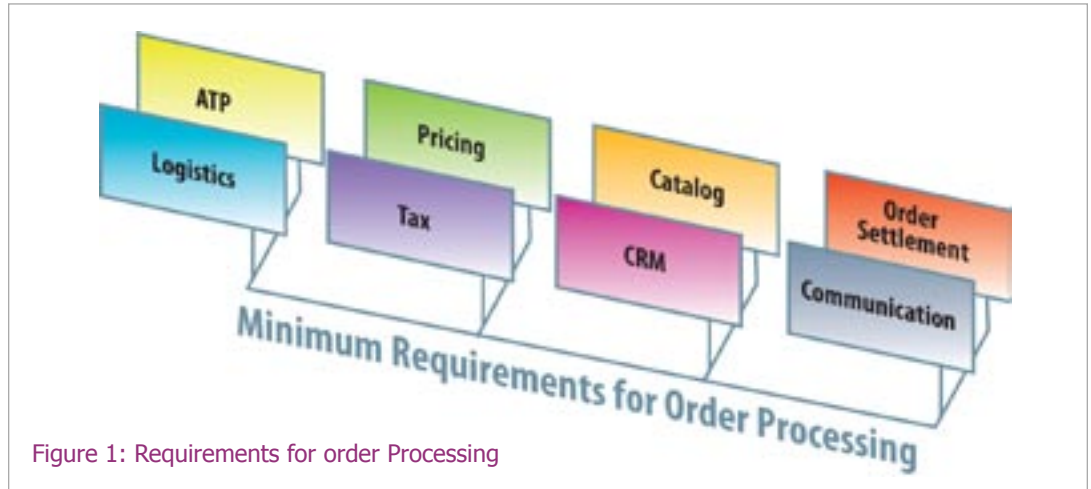 ATP
Logistics
Pricing
Tax
Catalog
CRM
Order
Settlement
Communication
Minimum Requirements for Order Processing
Figure 1: Requirements for order Processing